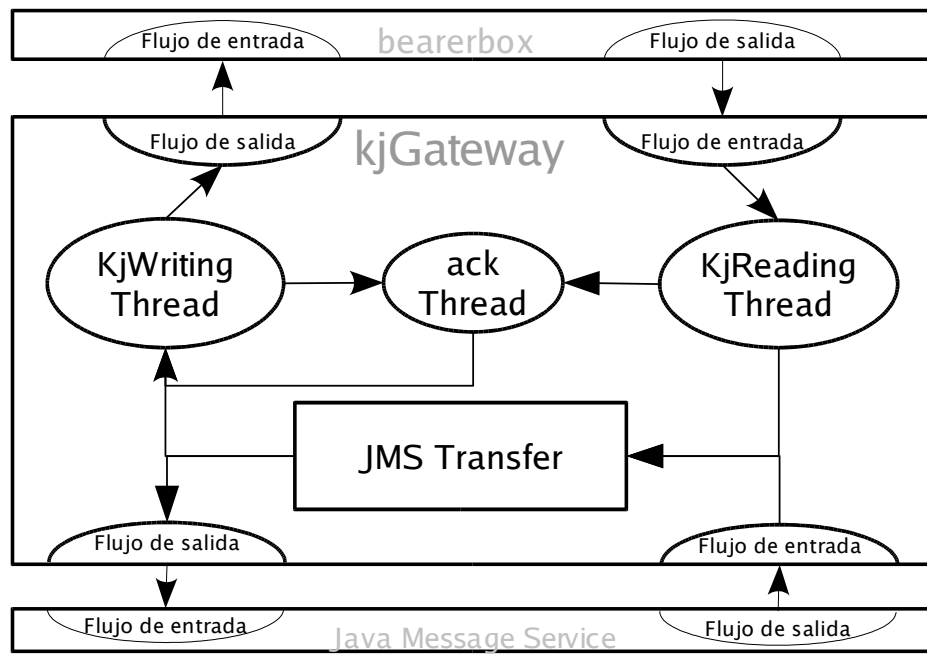 Flujo de entrada
bearerbox
Flujo de salida
Flujo de salida
kjGateway
Flujo de entrada
KjWriting
Thread
ack
Thread
KjReading
Thread
JMS Transfer
Flujo de salida
Flujo de entrada
Flujo de entrada
Java Message Service
Flujo de salida